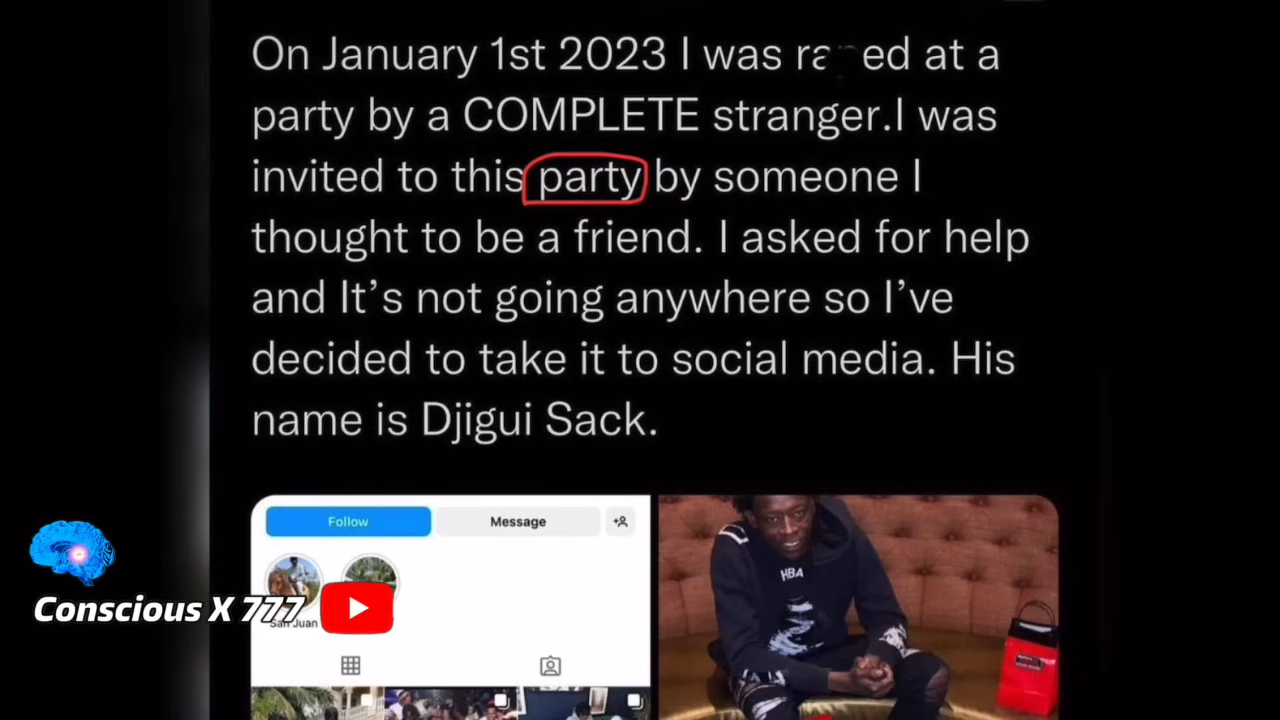 On January 1st 2023 I was ra ed at a
party by a COMPLETE stranger.I was
invited to this party by someone I
thought to be a friend. I asked for help
and It’s not going anywhere so I’ve
decided to take it to social media. His
name is Djigui Sack.
Follow
Message
HBA
San Juan
Conscious X 777